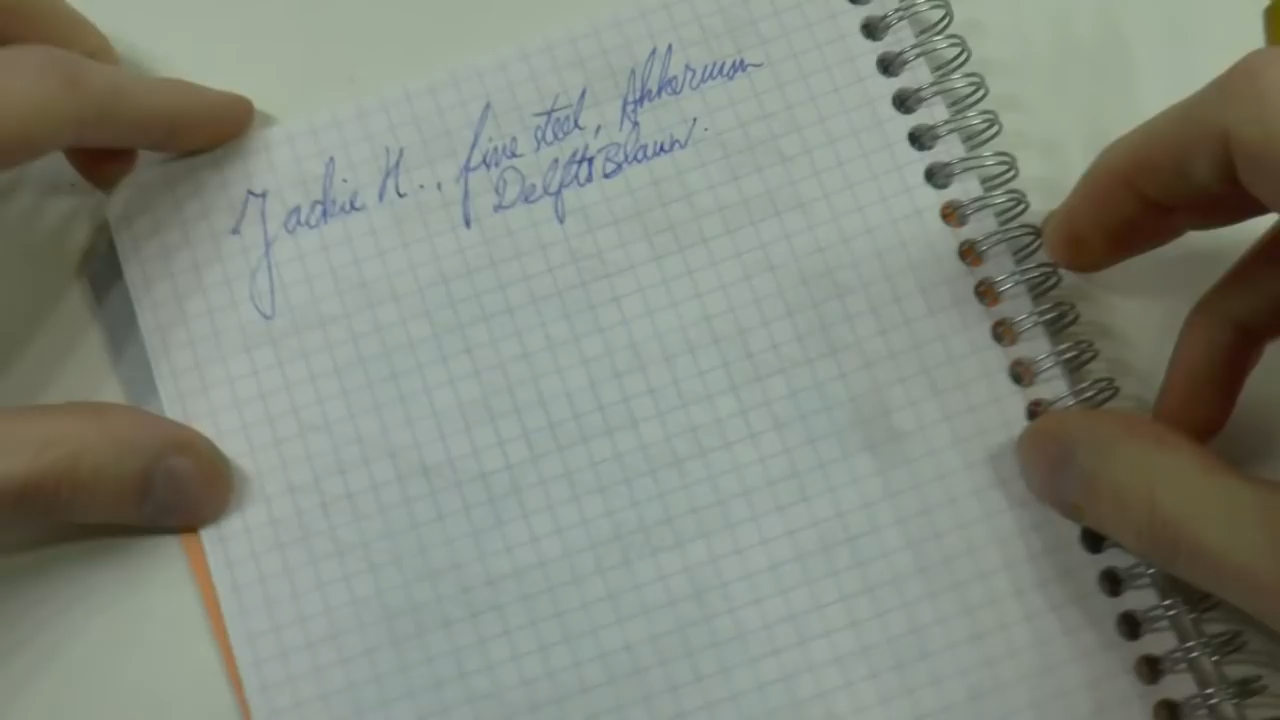 Jackie H.., fine steel, Akkerman
Delfts Blauw.